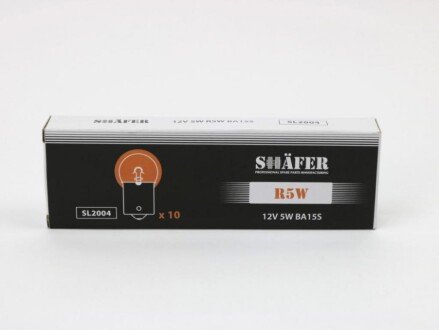 SHÄFER 12V 5W R5W BA15S SL2004
SHÄFER
PROFESSIONAL SPARE PARTS MANUFACTURING
R5W
SL2004 x 10 12V 5W BA15S